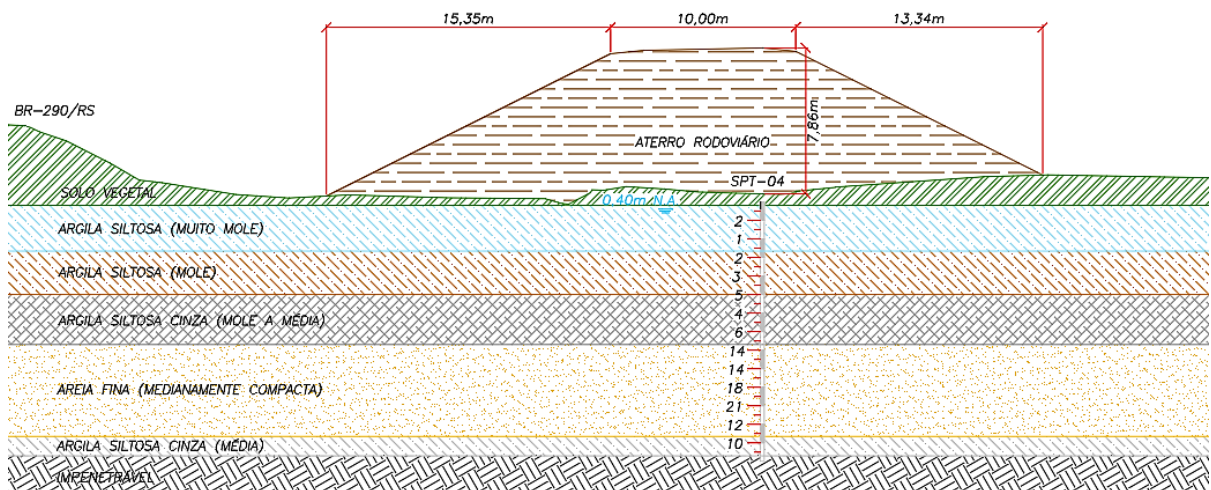 15,35m 10,00m 13,34m
BR-290/RS
7,86m
ATERRO RODOVIÁRIO
SPT-04
SOLO VEGETAL
0,40m N.A
ARGILA SILTOSA (MUITO MOLE)
2
1
ARGILA SILTOSA (MOLE)
2
3
5
ARGILA SILTOSA CINZA (MOLE A MÉDIA)
4
6
14
14
AREIA FINA (MEDIANAMENTE COMPACTA)
18
21
12
ARGILA SILTOSA CINZA (MÉDIA)
10
IMPENETRÁVEL